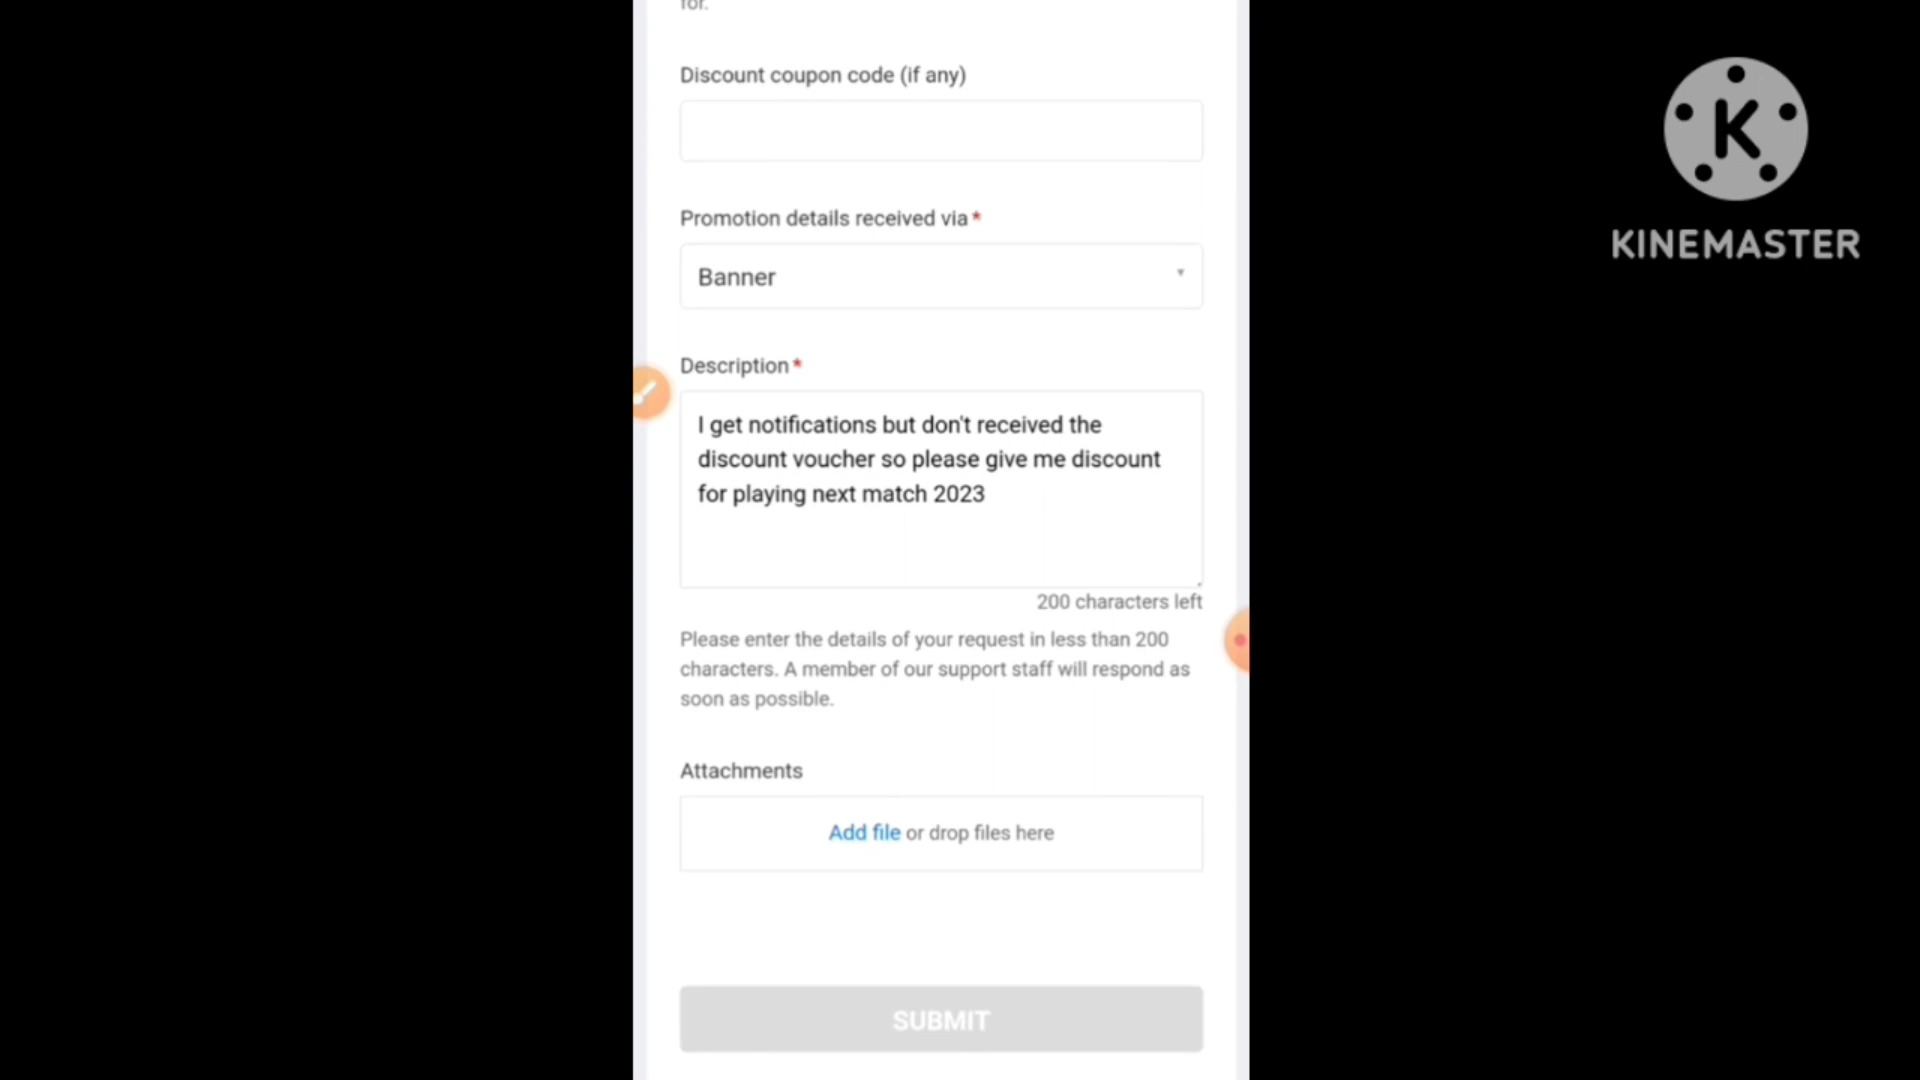 for.
Discount coupon code (if any)
Promotion details received via*
Banner
Description*
I get notifications but don't received the
discount voucher so please give me discount
for playing next match 2023
200 characters left
Please enter the details of your request in less than 200
characters. A member of our support staff will respond as
soon as possible.
Attachments
Add file or drop files here
SUBMIT
K
KINEMASTER